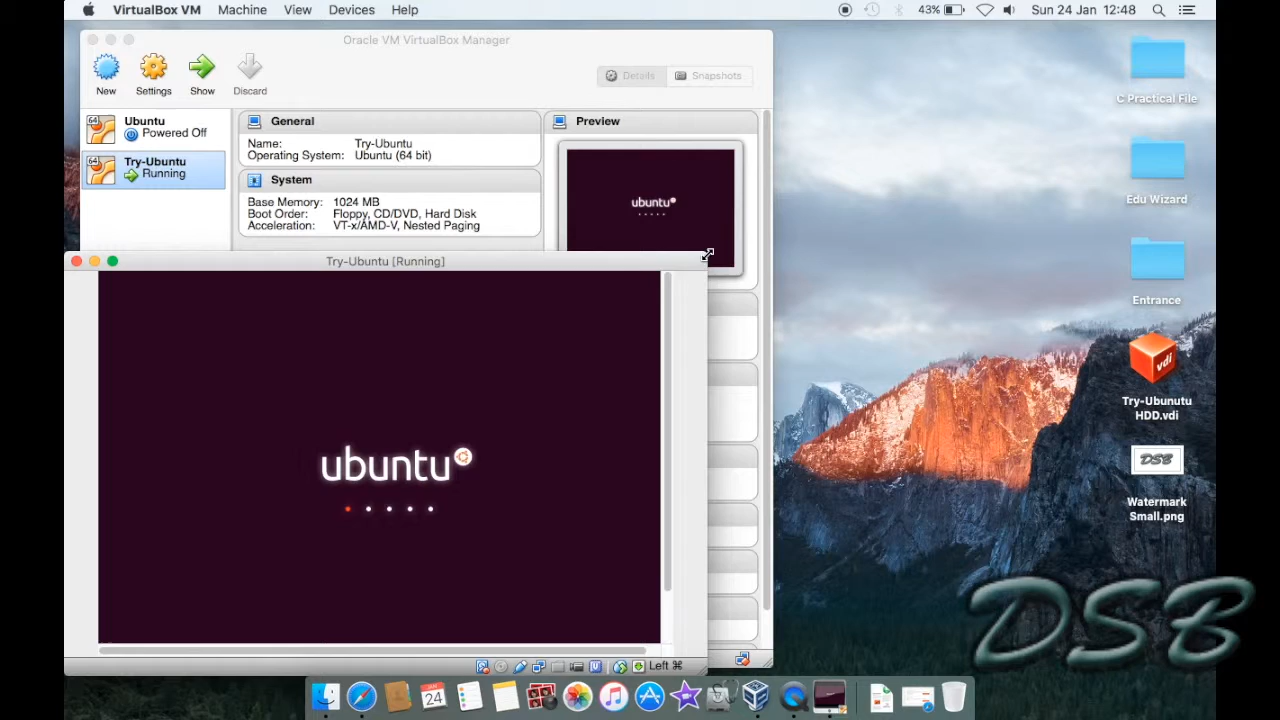 VirtualBox VM Machine View Devices Help 43% Sun 24 Jan 12:48
Oracle VM VirtualBox Manager
New Settings Show Discard Details Snapshots
Ubuntu
Powered Off
Try-Ubuntu
Running
General
Name: Try-Ubuntu
Operating System: Ubuntu (64 bit)
System
Base Memory: 1024 MB
Boot Order: Floppy, CD/DVD, Hard Disk
Acceleration: VT-x/AMD-V, Nested Paging
Preview
ubuntu
Try-Ubuntu [Running]
ubuntu
Left ⌘
C Practical File
Edu Wizard
Entrance
vdi
Try-Ubunutu
HDD.vdi
DSB
Watermark
Small.png
DSB
JAN
24
64
64